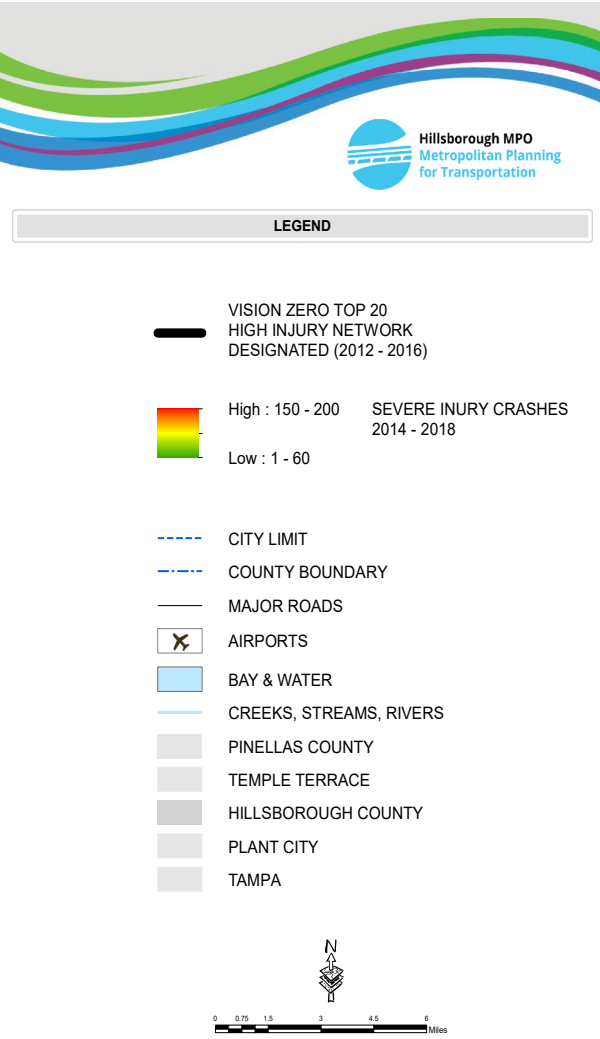 Hillsborough MPO
Metropolitan Planning
for Transportation
LEGEND
VISION ZERO TOP 20
HIGH INJURY NETWORK
DESIGNATED (2012 - 2016)
High : 150 - 200
SEVERE INURY CRASHES
2014 - 2018
Low : 1 - 60
CITY LIMIT
COUNTY BOUNDARY
MAJOR ROADS
AIRPORTS
BAY & WATER
CREEKS, STREAMS, RIVERS
PINELLAS COUNTY
TEMPLE TERRACE
HILLSBOROUGH COUNTY
PLANT CITY
TAMPA
N
0 0.75 1.5 3 4.5 6
Miles